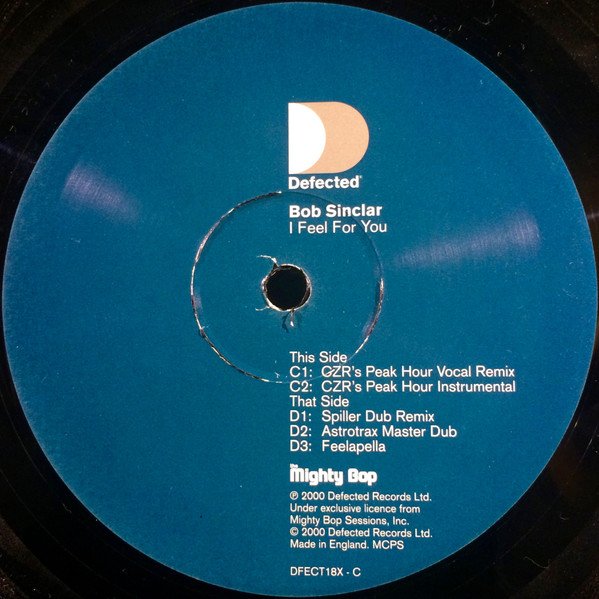 Defected®
Bob Sinclar
I Feel For You
This Side
C1: CZR's Peak Hour Vocal Remix
C2: CZR's Peak Hour Instrumental
That Side
D1: Spiller Dub Remix
D2: Astrotrax Master Dub
D3: Feelapella
The Mighty Bop
℗ 2000 Defected Records Ltd.
Under exclusive licence from
Mighty Bop Sessions, Inc.
© 2000 Defected Records Ltd.
Made in England. MCPS
DFECT18X - C